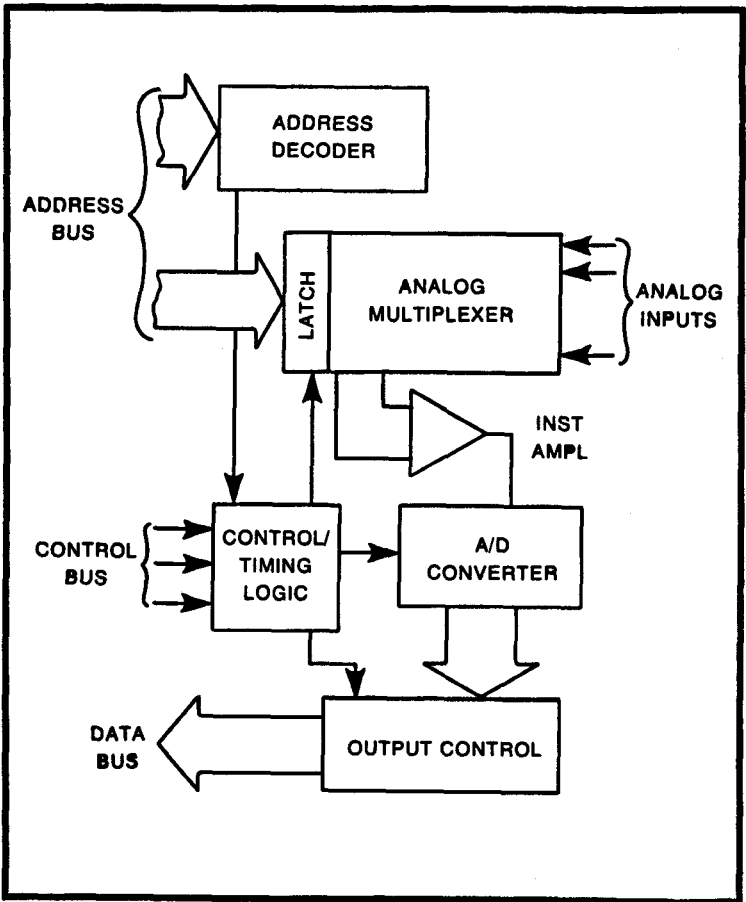 ADDRESS
DECODER
ADDRESS
BUS
LATCH
ANALOG
MULTIPLEXER
ANALOG
INPUTS
INST
AMPL
CONTROL
BUS
CONTROL/
TIMING
LOGIC
A/D
CONVERTER
DATA
BUS
OUTPUT CONTROL